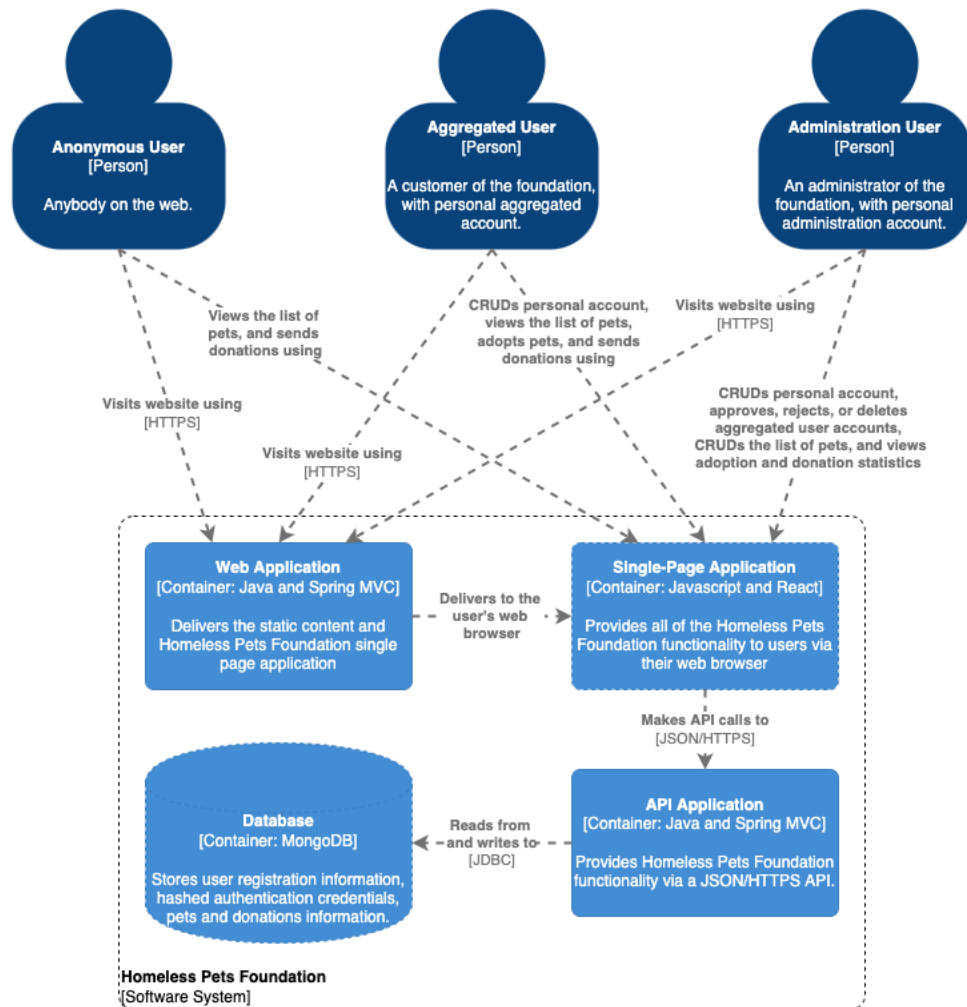 Anonymous User
[Person]
Anybody on the web.
Aggregated User
[Person]
A customer of the foundation,
with personal aggregated
account.
Administration User
[Person]
An administrator of the
foundation, with personal
administration account.
Views the list of
pets, and sends
donations using
CRUDs personal account,
views the list of pets,
adopts pets, and sends
donations using
Visits website using
[HTTPS]
Visits website using
[HTTPS]
Visits website using
[HTTPS]
CRUDs personal account,
approves, rejects, or deletes
aggregated user accounts,
CRUDs the list of pets, and views
adoption and donation statistics
Web Application
[Container: Java and Spring MVC]
Delivers the static content and
Homeless Pets Foundation single
page application
Delivers to the
user's web
browser
Single-Page Application
[Container: Javascript and React]
Provides all of the Homeless Pets
Foundation functionality to users via
their web browser
Makes API calls to
[JSON/HTTPS]
Database
[Container: MongoDB]
Stores user registration information,
hashed authentication credentials,
pets and donations information.
Reads from
and writes to
[JDBC]
API Application
[Container: Java and Spring MVC]
Provides Homeless Pets Foundation
functionality via a JSON/HTTPS API.
Homeless Pets Foundation
[Software System]